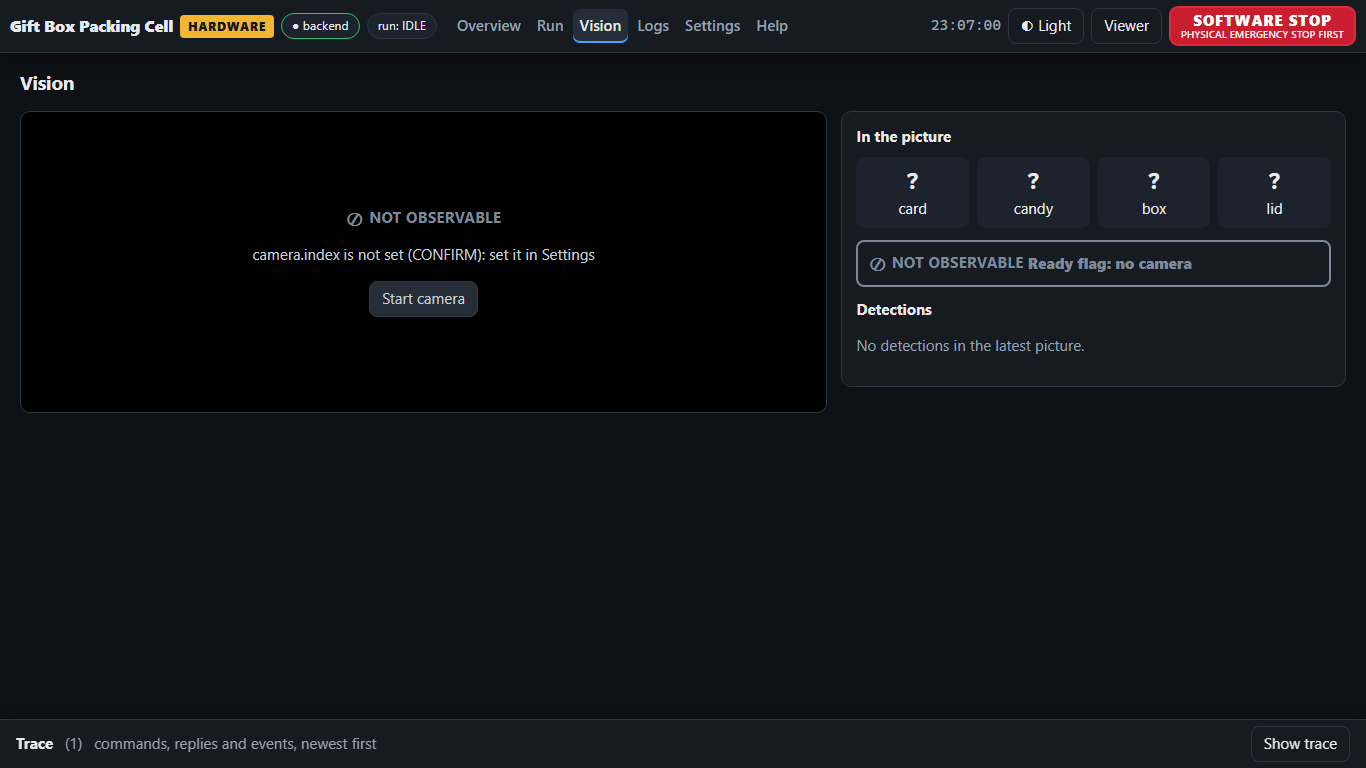 Gift Box Packing Cell HARDWARE backend run: IDLE Overview Run Vision Logs Settings Help 23:07:00 Light Viewer SOFTWARE STOP
PHYSICAL EMERGENCY STOP FIRST
Vision
NOT OBSERVABLE
camera.index is not set (CONFIRM): set it in Settings
Start camera
In the picture
? ? ? ?
card candy box lid
NOT OBSERVABLE Ready flag: no camera
Detections
No detections in the latest picture.
Trace (1) commands, replies and events, newest first Show trace